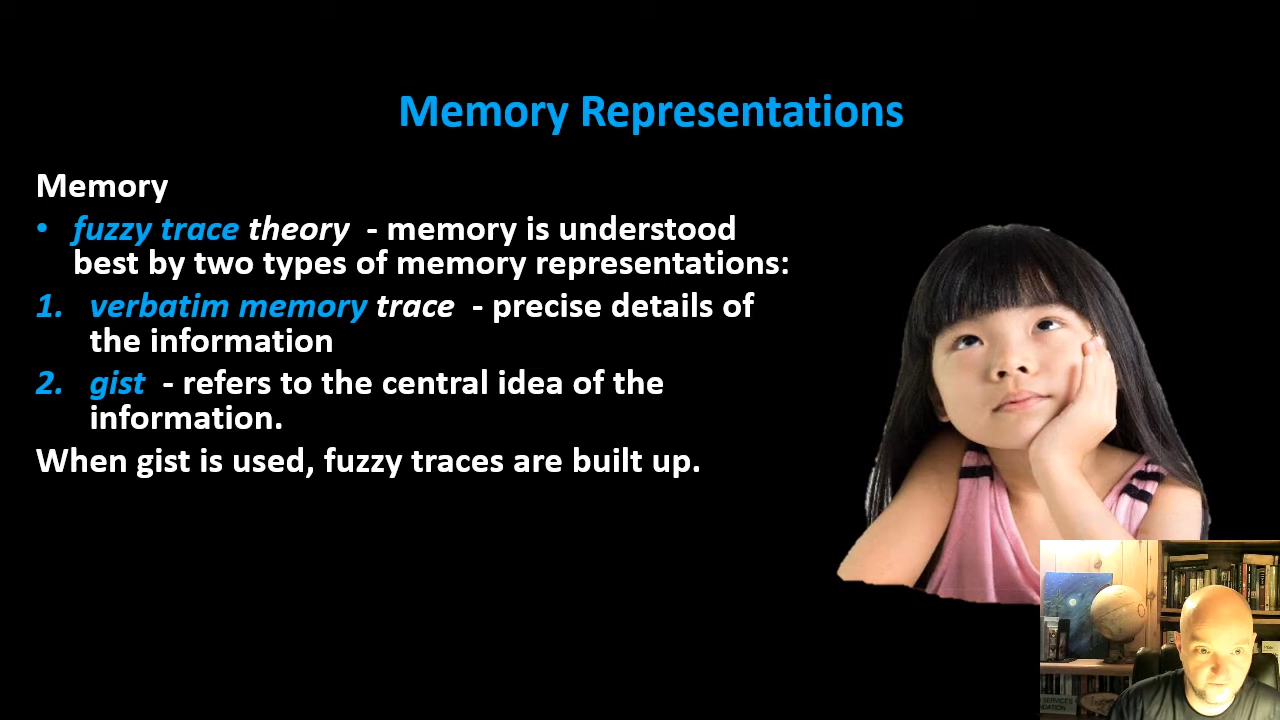 Memory Representations
Memory
• fuzzy trace theory - memory is understood
best by two types of memory representations:
1. verbatim memory trace - precise details of
the information
2. gist - refers to the central idea of the
information.
When gist is used, fuzzy traces are built up.